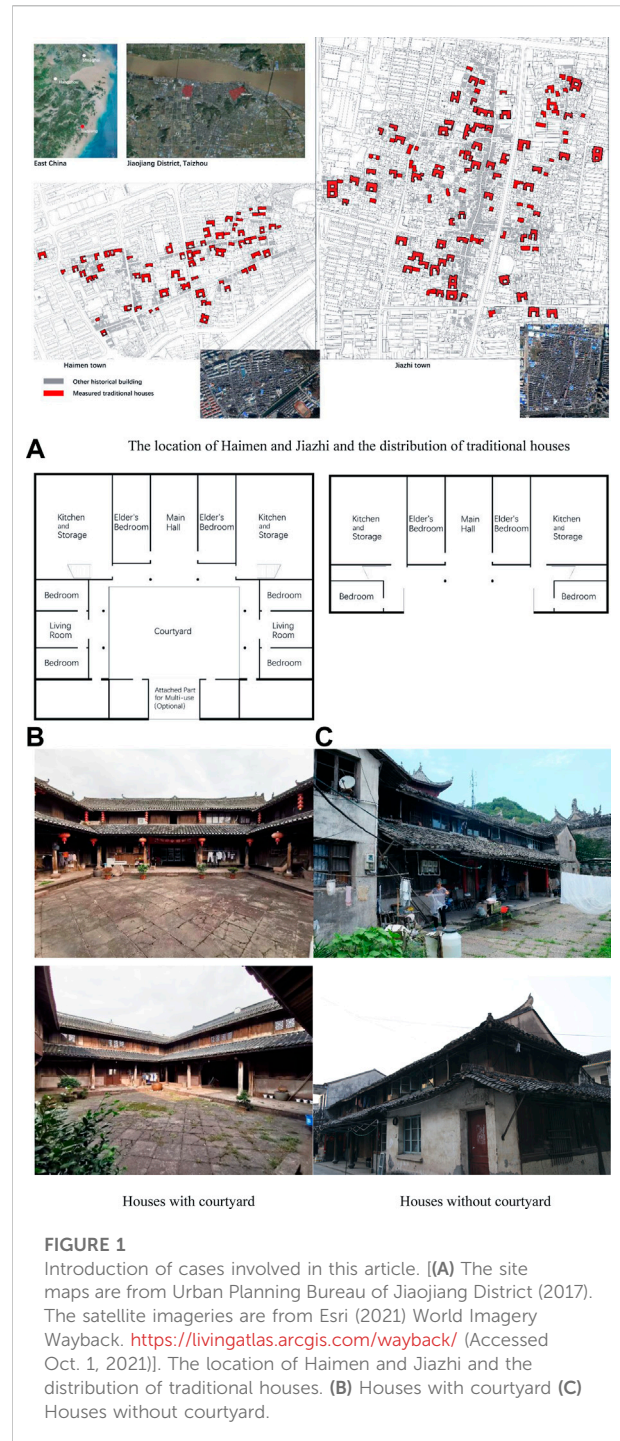 East China
Jiaojiang District, Taizhou
Haimen town
Jiazhi town
Other historical building
Measured traditional houses
A
The location of Haimen and Jiazhi and the distribution of traditional houses
Kitchen
and
Storage
Elder's
Bedroom
Main
Hall
Elder's
Bedroom
Kitchen
and
Storage
Bedroom
Living
Room
Bedroom
Courtyard
Bedroom
Living
Room
Bedroom
Attached Part
for Multi-use
(Optional)
Kitchen
and
Storage
Elder's
Bedroom
Main
Hall
Elder's
Bedroom
Kitchen
and
Storage
Bedroom
Bedroom
B
C
Houses with courtyard
Houses without courtyard
FIGURE 1
Introduction of cases involved in this article. [(A) The site
maps are from Urban Planning Bureau of Jiaojiang District (2017).
The satellite imageries are from Esri (2021) World Imagery
Wayback. https://livingatlas.arcgis.com/wayback/ (Accessed
Oct. 1, 2021)]. The location of Haimen and Jiazhi and the
distribution of traditional houses. (B) Houses with courtyard (C)
Houses without courtyard.